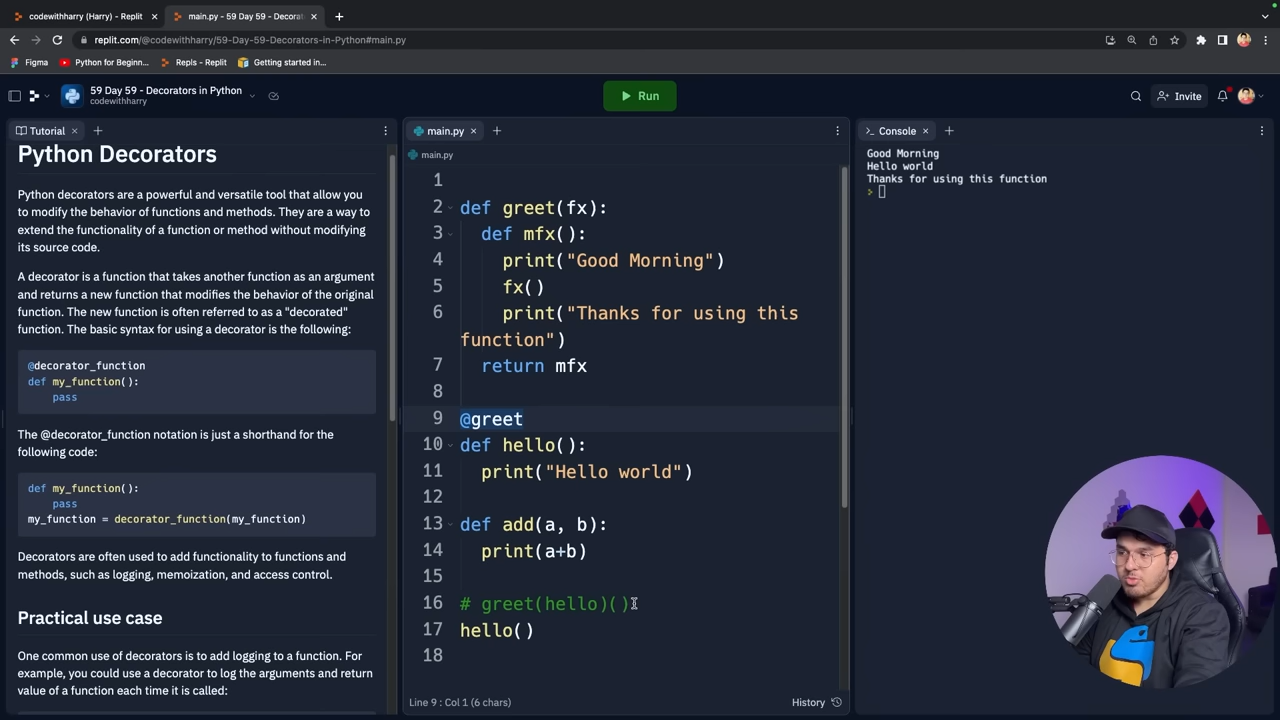 codewithharry (Harry) - Replit
main.py - 59 Day 59 - Decorat
replit.com/@codewithharry/59-Day-59-Decorators-in-Python#main.py
Figma
Python for Beginn...
Repls - Replit
Getting started in...
59 Day 59 - Decorators in Python
codewithharry
Run
Invite
Tutorial
Python Decorators
Python decorators are a powerful and versatile tool that allow you
to modify the behavior of functions and methods. They are a way to
extend the functionality of a function or method without modifying
its source code.
A decorator is a function that takes another function as an argument
and returns a new function that modifies the behavior of the original
function. The new function is often referred to as a "decorated"
function. The basic syntax for using a decorator is the following:
@decorator_function
def my_function():
    pass
The @decorator_function notation is just a shorthand for the
following code:
def my_function():
    pass
my_function = decorator_function(my_function)
Decorators are often used to add functionality to functions and
methods, such as logging, memoization, and access control.
Practical use case
One common use of decorators is to add logging to a function. For
example, you could use a decorator to log the arguments and return
value of a function each time it is called:
main.py
main.py
1
2 def greet(fx):
3   def mfx():
4     print("Good Morning")
5     fx()
6     print("Thanks for using this
function")
7   return mfx
8
9 @greet
10 def hello():
11   print("Hello world")
12
13 def add(a, b):
14   print(a+b)
15
16 # greet(hello)()
17 hello()
18
Line 9 : Col 1 (6 chars)
History
Console
Good Morning
Hello world
Thanks for using this function
>